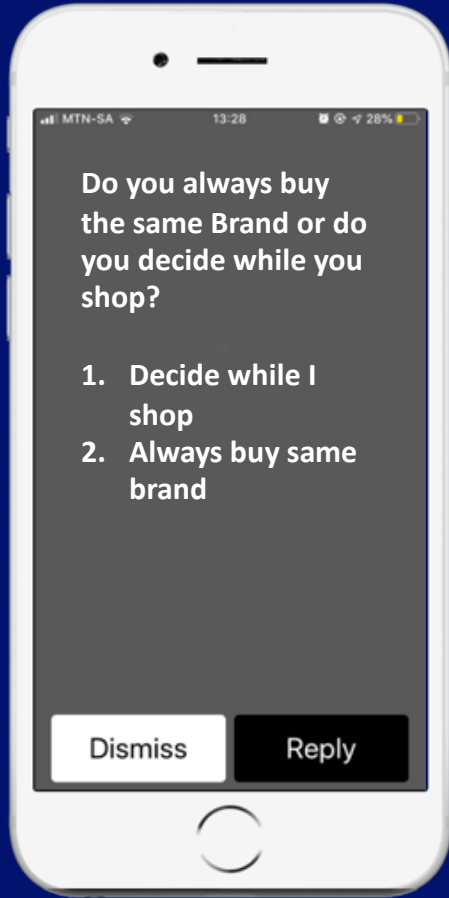 MTN-SA 13:28 28%
Do you always buy
the same Brand or do
you decide while you
shop?
1. Decide while I
shop
2. Always buy same
brand
Dismiss Reply